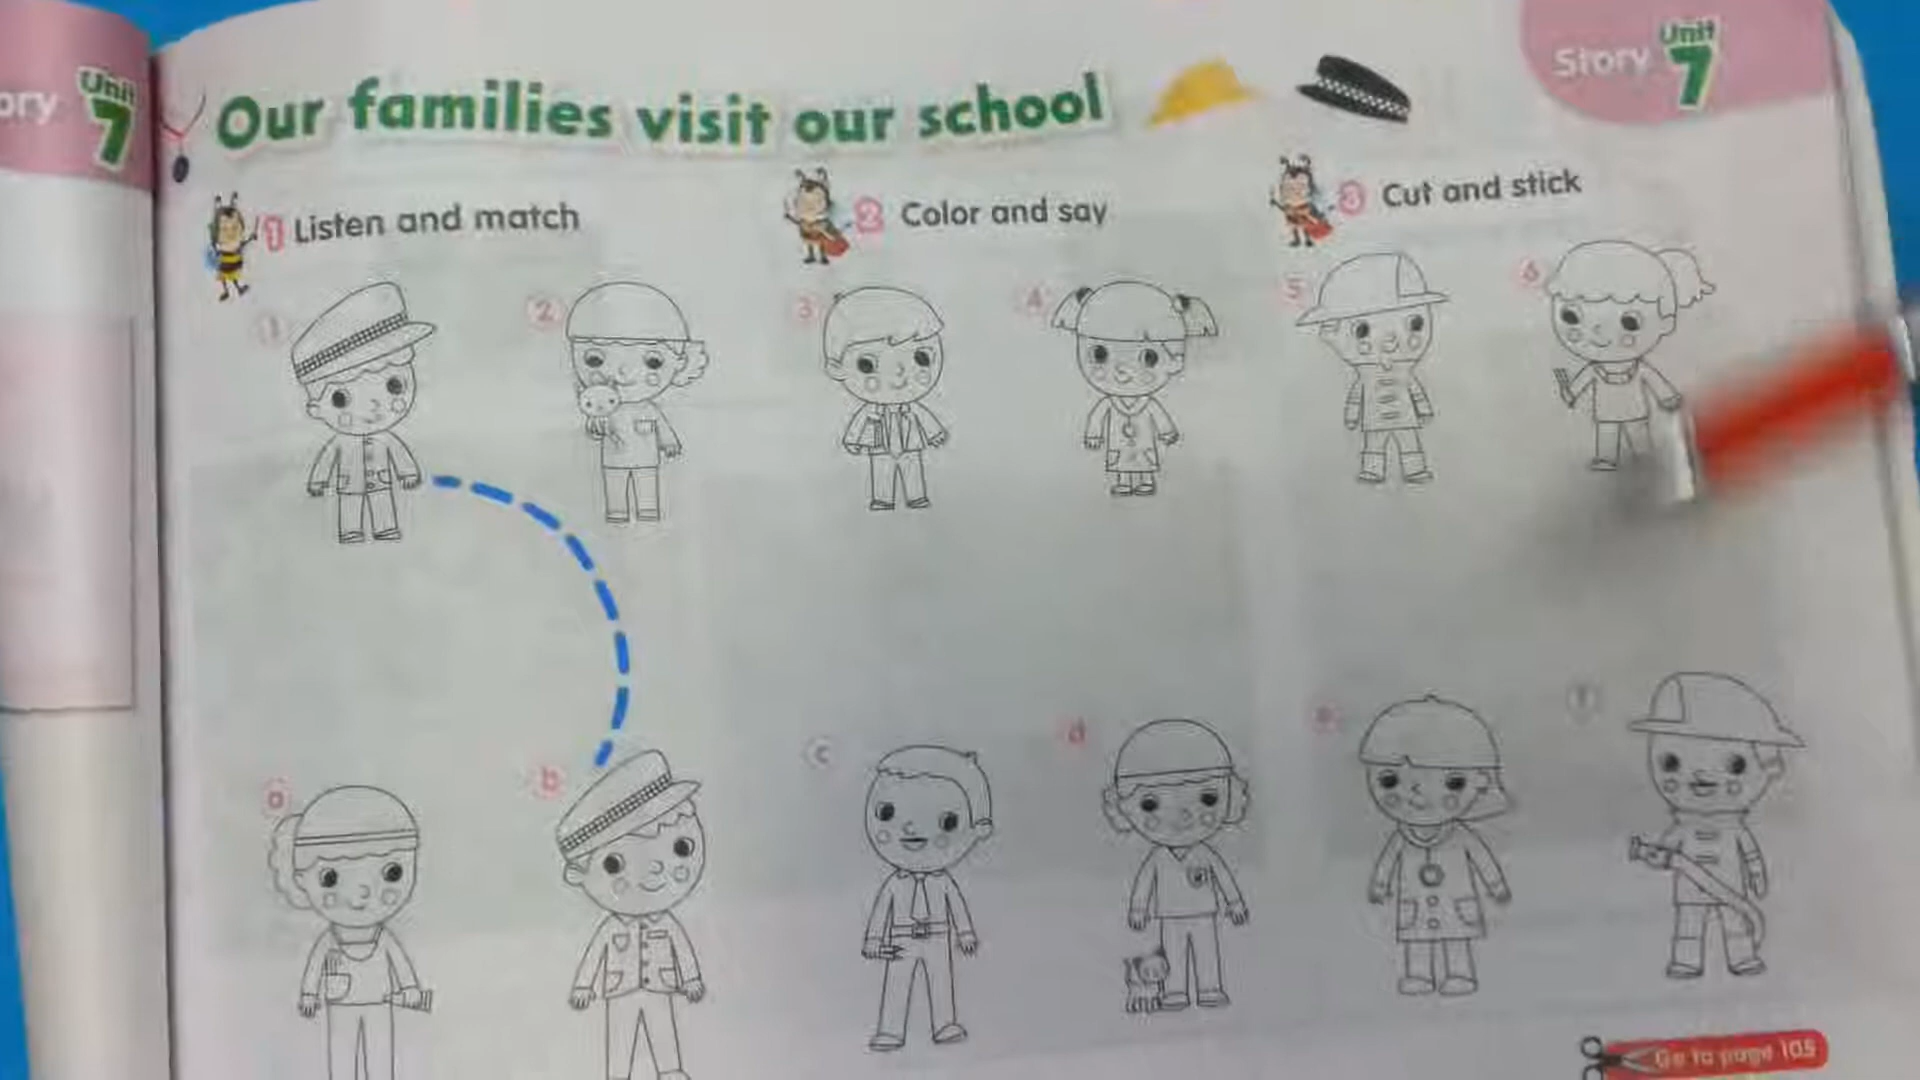 ory Unit 7
Story Unit 7
Our families visit our school
1 Listen and match
2 Color and say
3 Cut and stick
1
2
3
4
5
6
a
b
c
d
e
f
Go to page 105